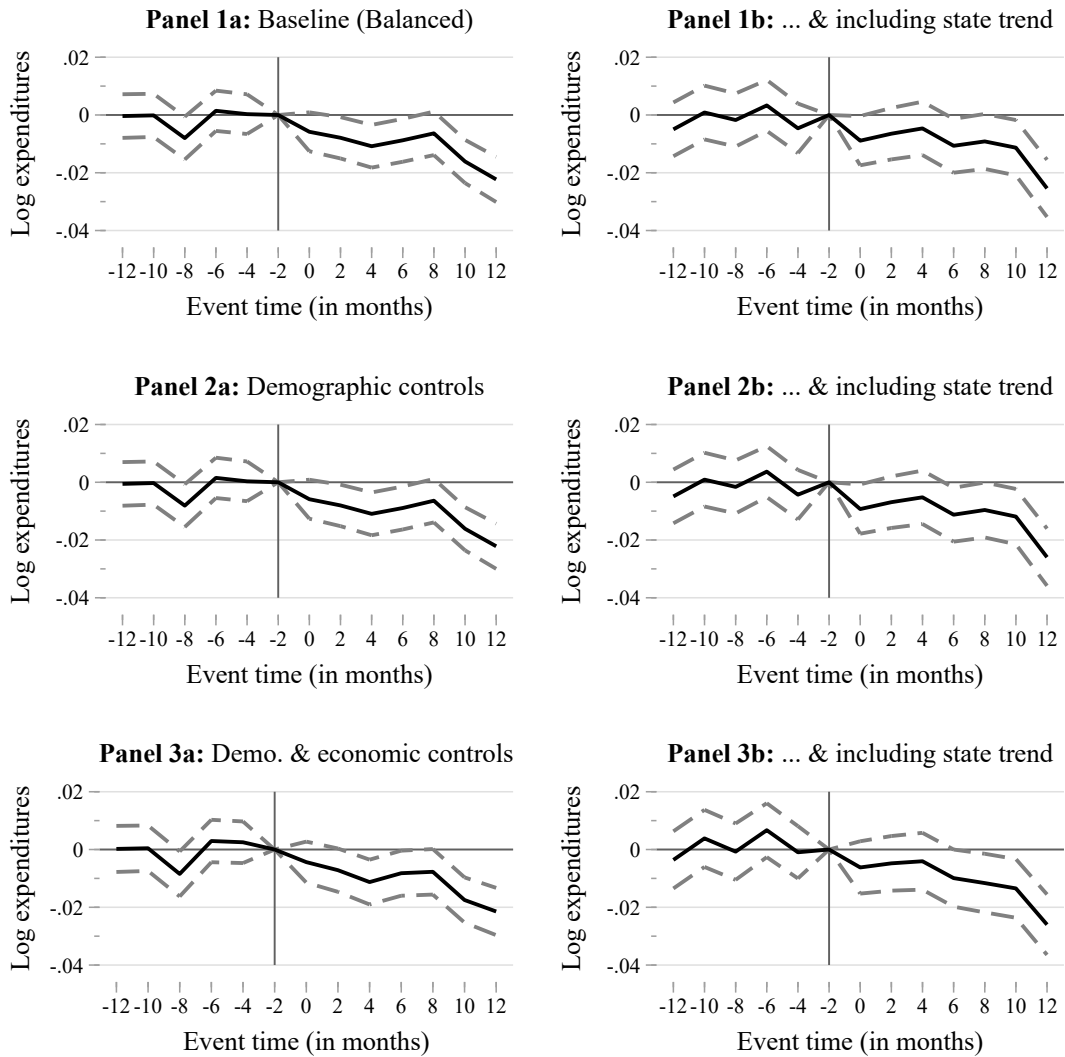 Panel 1a: Baseline (Balanced)
Log expenditures
.02
0
-.02
-.04
-12 -10 -8 -6 -4 -2 0 2 4 6 8 10 12
Event time (in months)
Panel 1b: ... & including state trend
Log expenditures
.02
0
-.02
-.04
-12 -10 -8 -6 -4 -2 0 2 4 6 8 10 12
Event time (in months)
Panel 2a: Demographic controls
Log expenditures
.02
0
-.02
-.04
-12 -10 -8 -6 -4 -2 0 2 4 6 8 10 12
Event time (in months)
Panel 2b: ... & including state trend
Log expenditures
.02
0
-.02
-.04
-12 -10 -8 -6 -4 -2 0 2 4 6 8 10 12
Event time (in months)
Panel 3a: Demo. & economic controls
Log expenditures
.02
0
-.02
-.04
-12 -10 -8 -6 -4 -2 0 2 4 6 8 10 12
Event time (in months)
Panel 3b: ... & including state trend
Log expenditures
.02
0
-.02
-.04
-12 -10 -8 -6 -4 -2 0 2 4 6 8 10 12
Event time (in months)